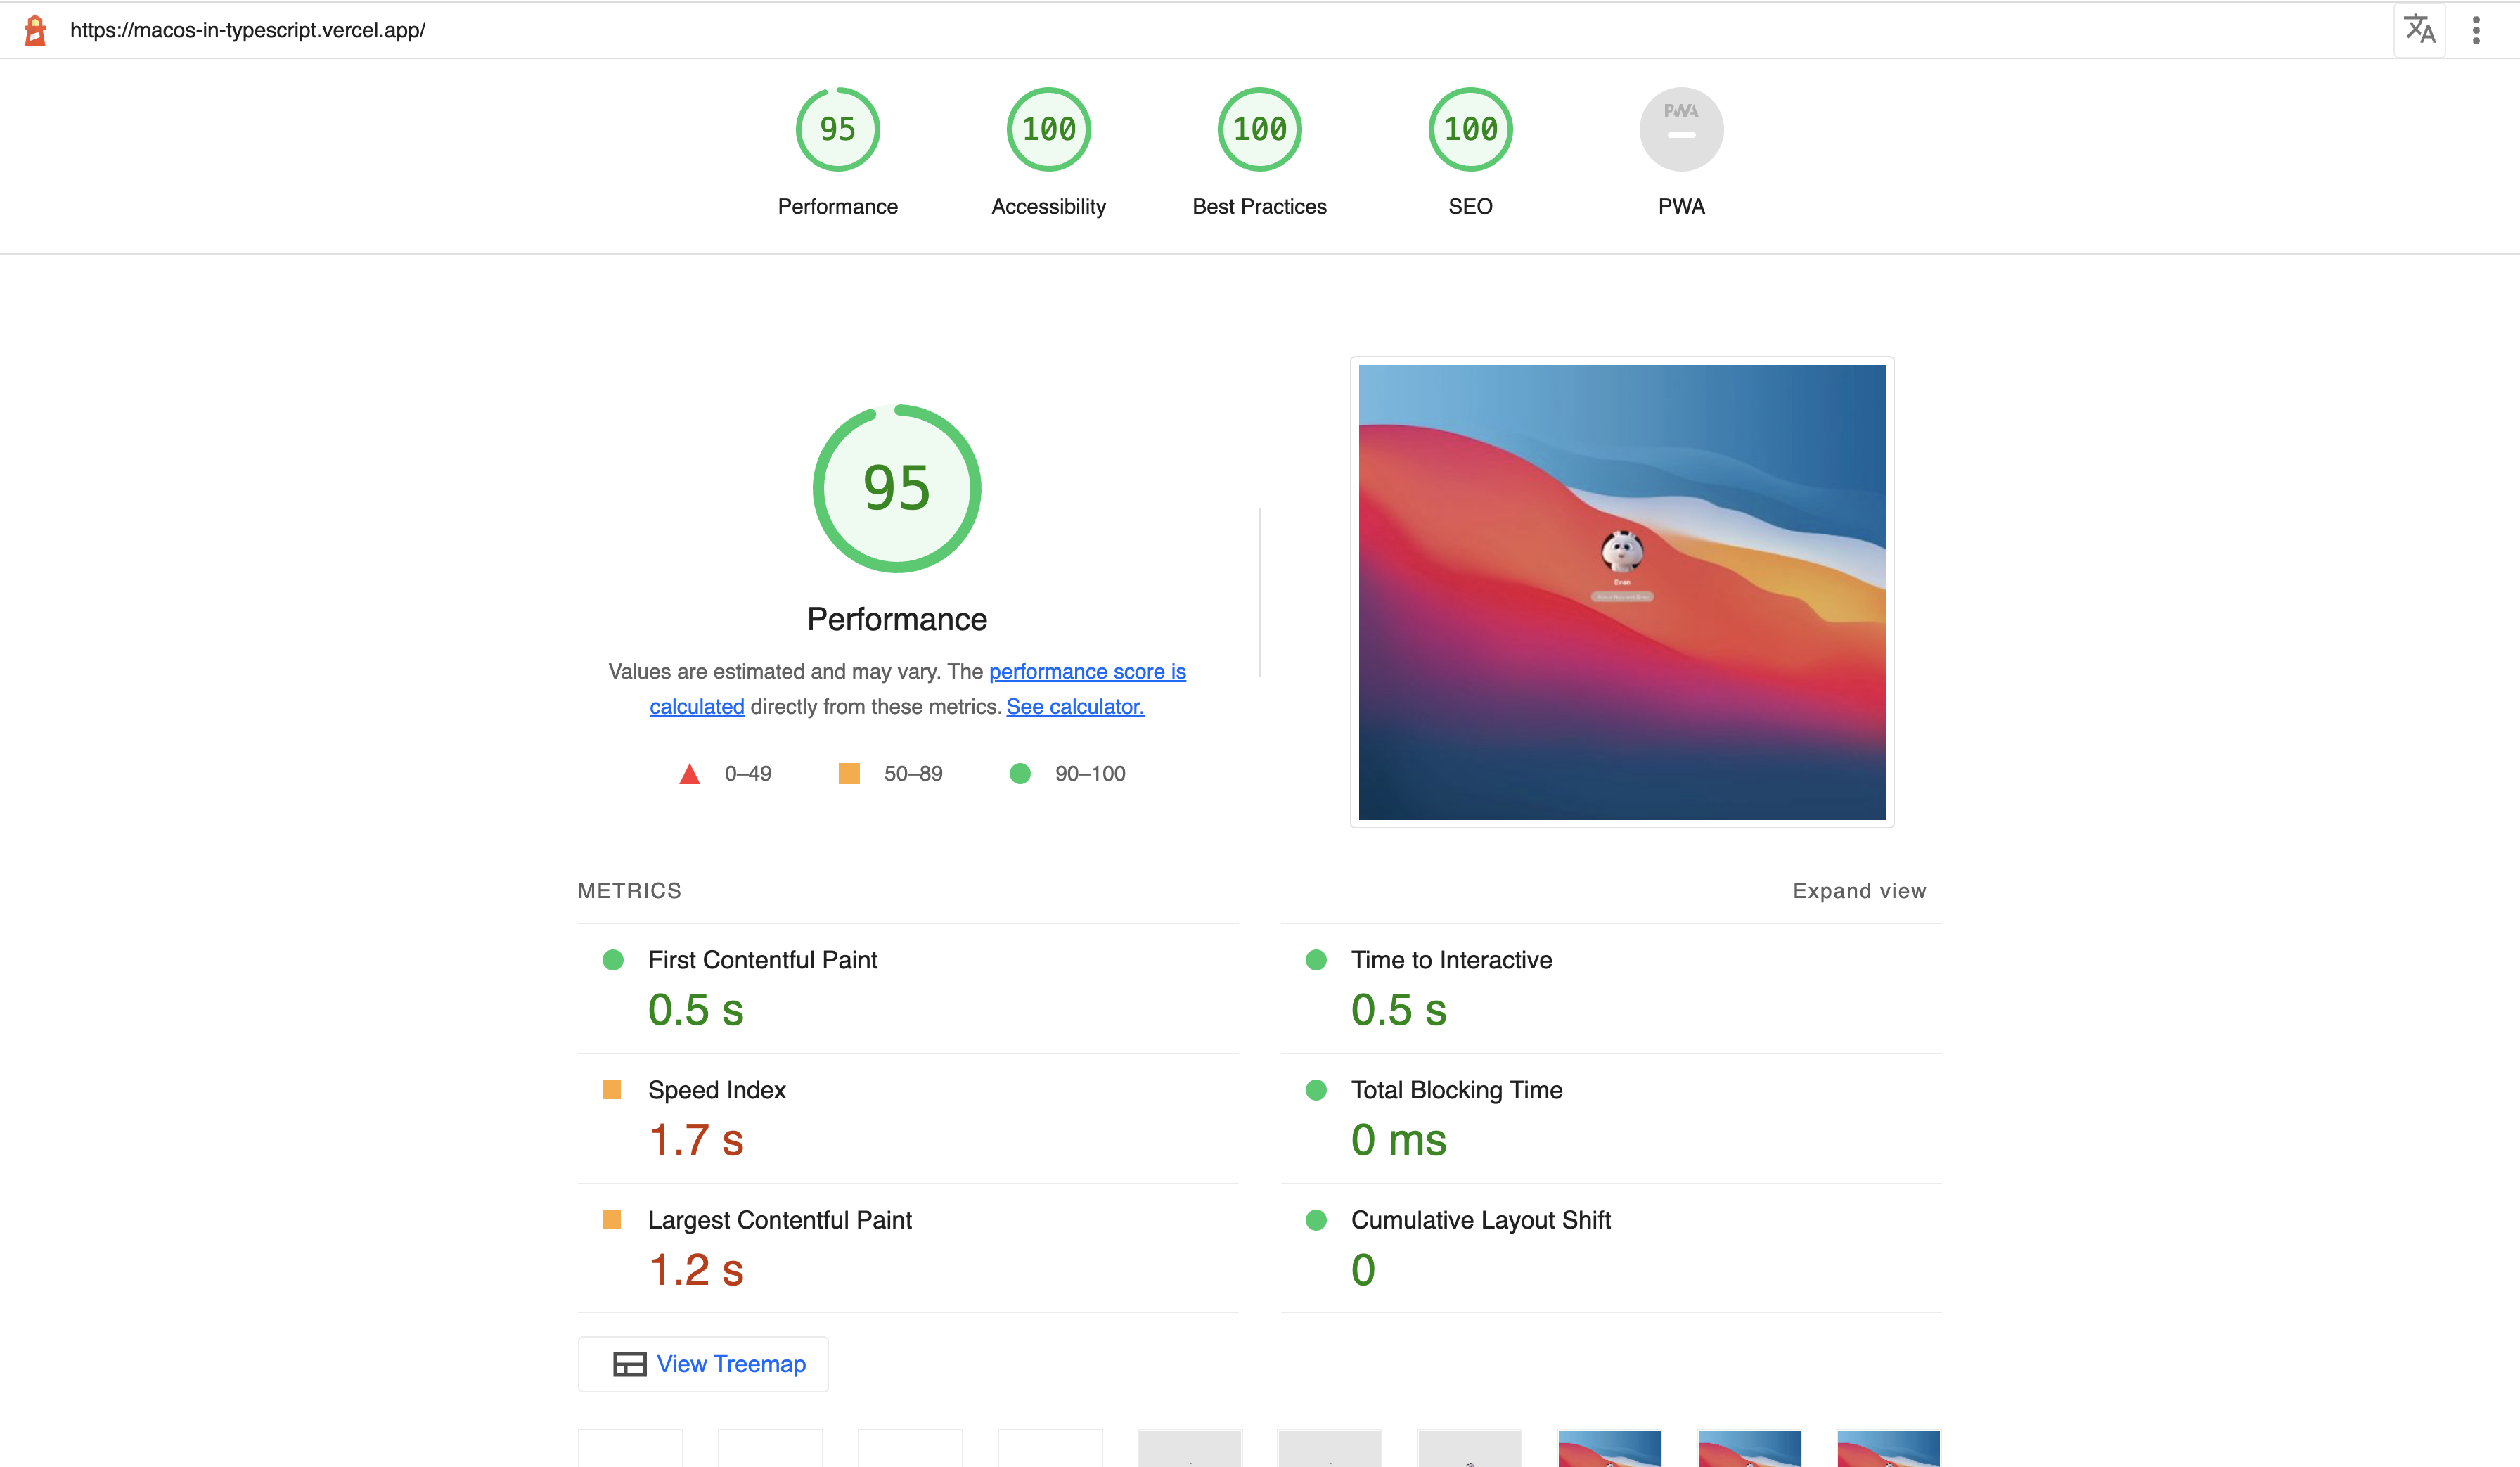 https://macos-in-typescript.vercel.app/
95
100
100
100
PWA
Performance
Accessibility
Best Practices
SEO
PWA
95
Performance
Values are estimated and may vary. The performance score is
calculated directly from these metrics. See calculator.
0–49
50–89
90–100
Evan
METRICS
Expand view
First Contentful Paint
0.5 s
Time to Interactive
0.5 s
Speed Index
1.7 s
Total Blocking Time
0 ms
Largest Contentful Paint
1.2 s
Cumulative Layout Shift
0
View Treemap